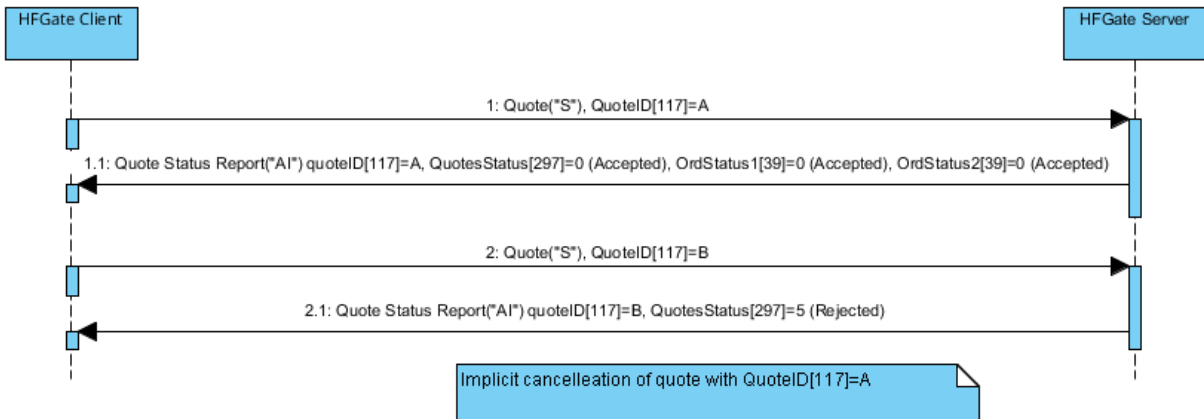 HFGate Client
HFGate Server
1: Quote("S"), QuoteID[117]=A
1.1: Quote Status Report("AI") quoteID[117]=A, QuotesStatus[297]=0 (Accepted), OrdStatus1[39]=0 (Accepted), OrdStatus2[39]=0 (Accepted)
2: Quote("S"), QuoteID[117]=B
2.1: Quote Status Report("AI") quoteID[117]=B, QuotesStatus[297]=5 (Rejected)
Implicit cancelleation of quote with QuoteID[117]=A